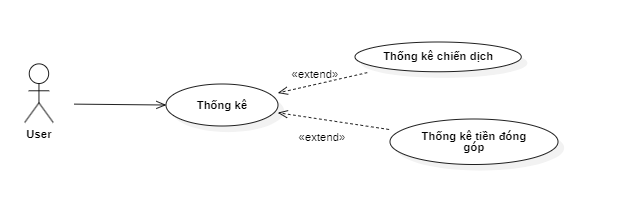 Thống kê chiến dịch
«extend»
Thống kê
User
Thống kê tiền đóng
góp
«extend»